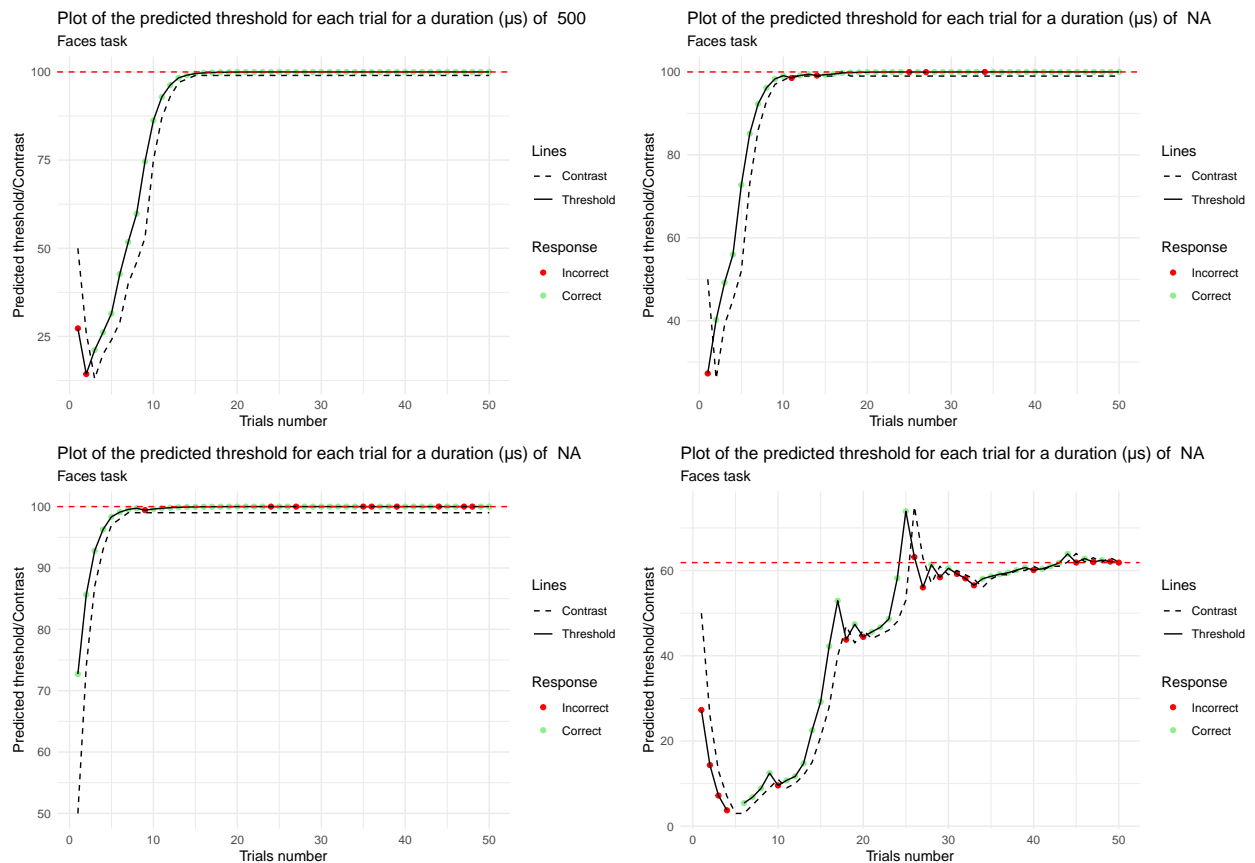 Plot of the predicted threshold for each trial for a duration (µs) of  500
Faces task
100
75
50
25
0
10
20
30
40
50
Predicted threshold/Contrast
Trials number
Lines
Contrast
Threshold
Response
Incorrect
Correct
Plot of the predicted threshold for each trial for a duration (µs) of  NA
Faces task
100
80
60
40
0
10
20
30
40
50
Predicted threshold/Contrast
Trials number
Lines
Contrast
Threshold
Response
Incorrect
Correct
Plot of the predicted threshold for each trial for a duration (µs) of  NA
Faces task
100
90
80
70
60
50
0
10
20
30
40
50
Predicted threshold/Contrast
Trials number
Lines
Contrast
Threshold
Response
Incorrect
Correct
Plot of the predicted threshold for each trial for a duration (µs) of  NA
Faces task
60
40
20
0
0
10
20
30
40
50
Predicted threshold/Contrast
Trials number
Lines
Contrast
Threshold
Response
Incorrect
Correct